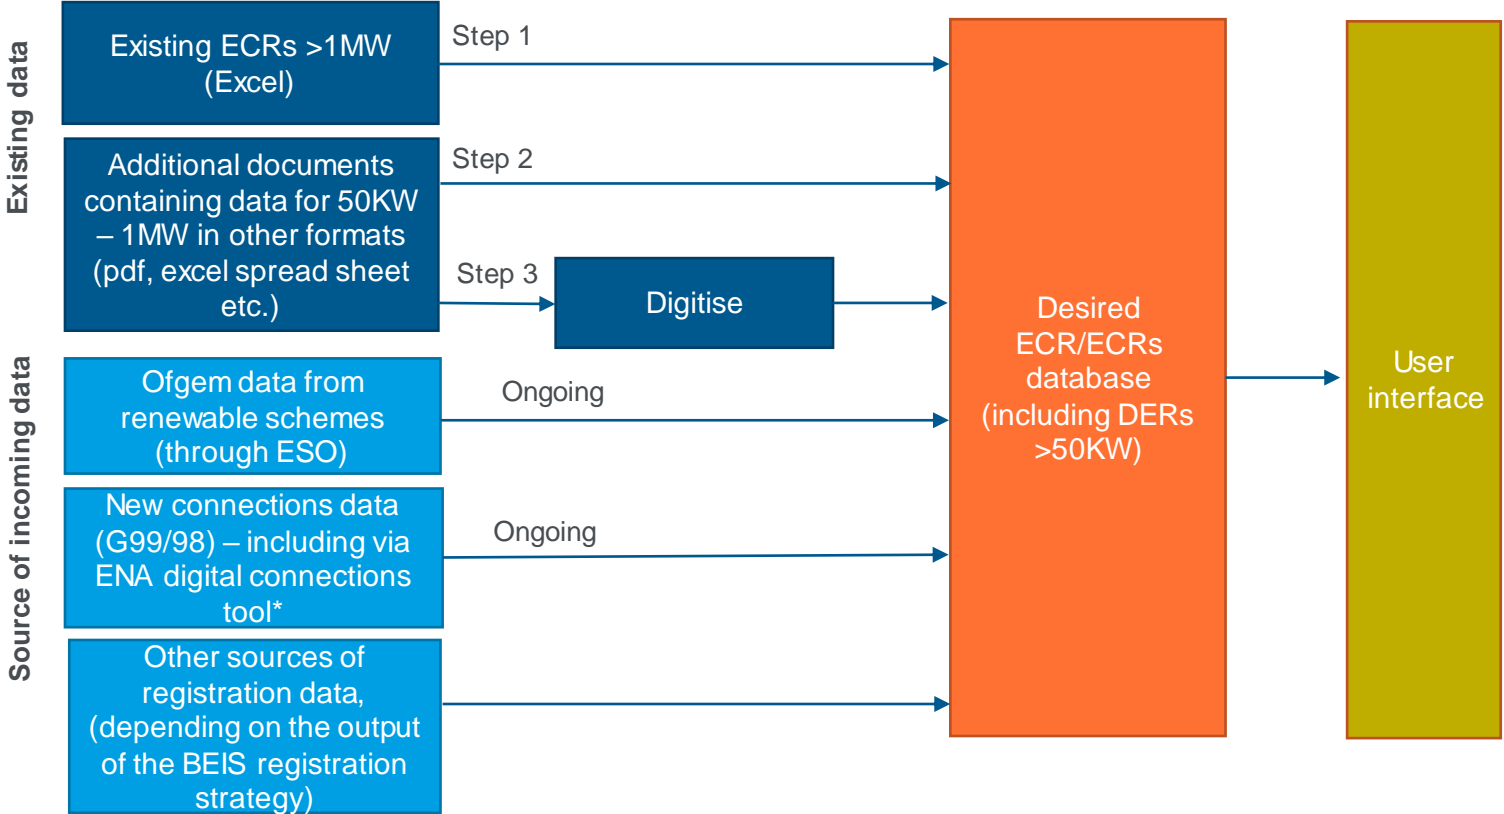 Existing data
Existing ECRs >1MW
(Excel)
Step 1
Additional documents
containing data for 50KW
– 1MW in other formats
(pdf, excel spread sheet
etc.)
Step 2
Step 3
Digitise
Source of incoming data
Ofgem data from
renewable schemes
(through ESO)
Ongoing
New connections data
(G99/98) – including via
ENA digital connections
tool*
Ongoing
Other sources of
registration data,
(depending on the output
of the BEIS registration
strategy)
Desired
ECR/ECRs
database
(including DERs
>50KW)
User
interface